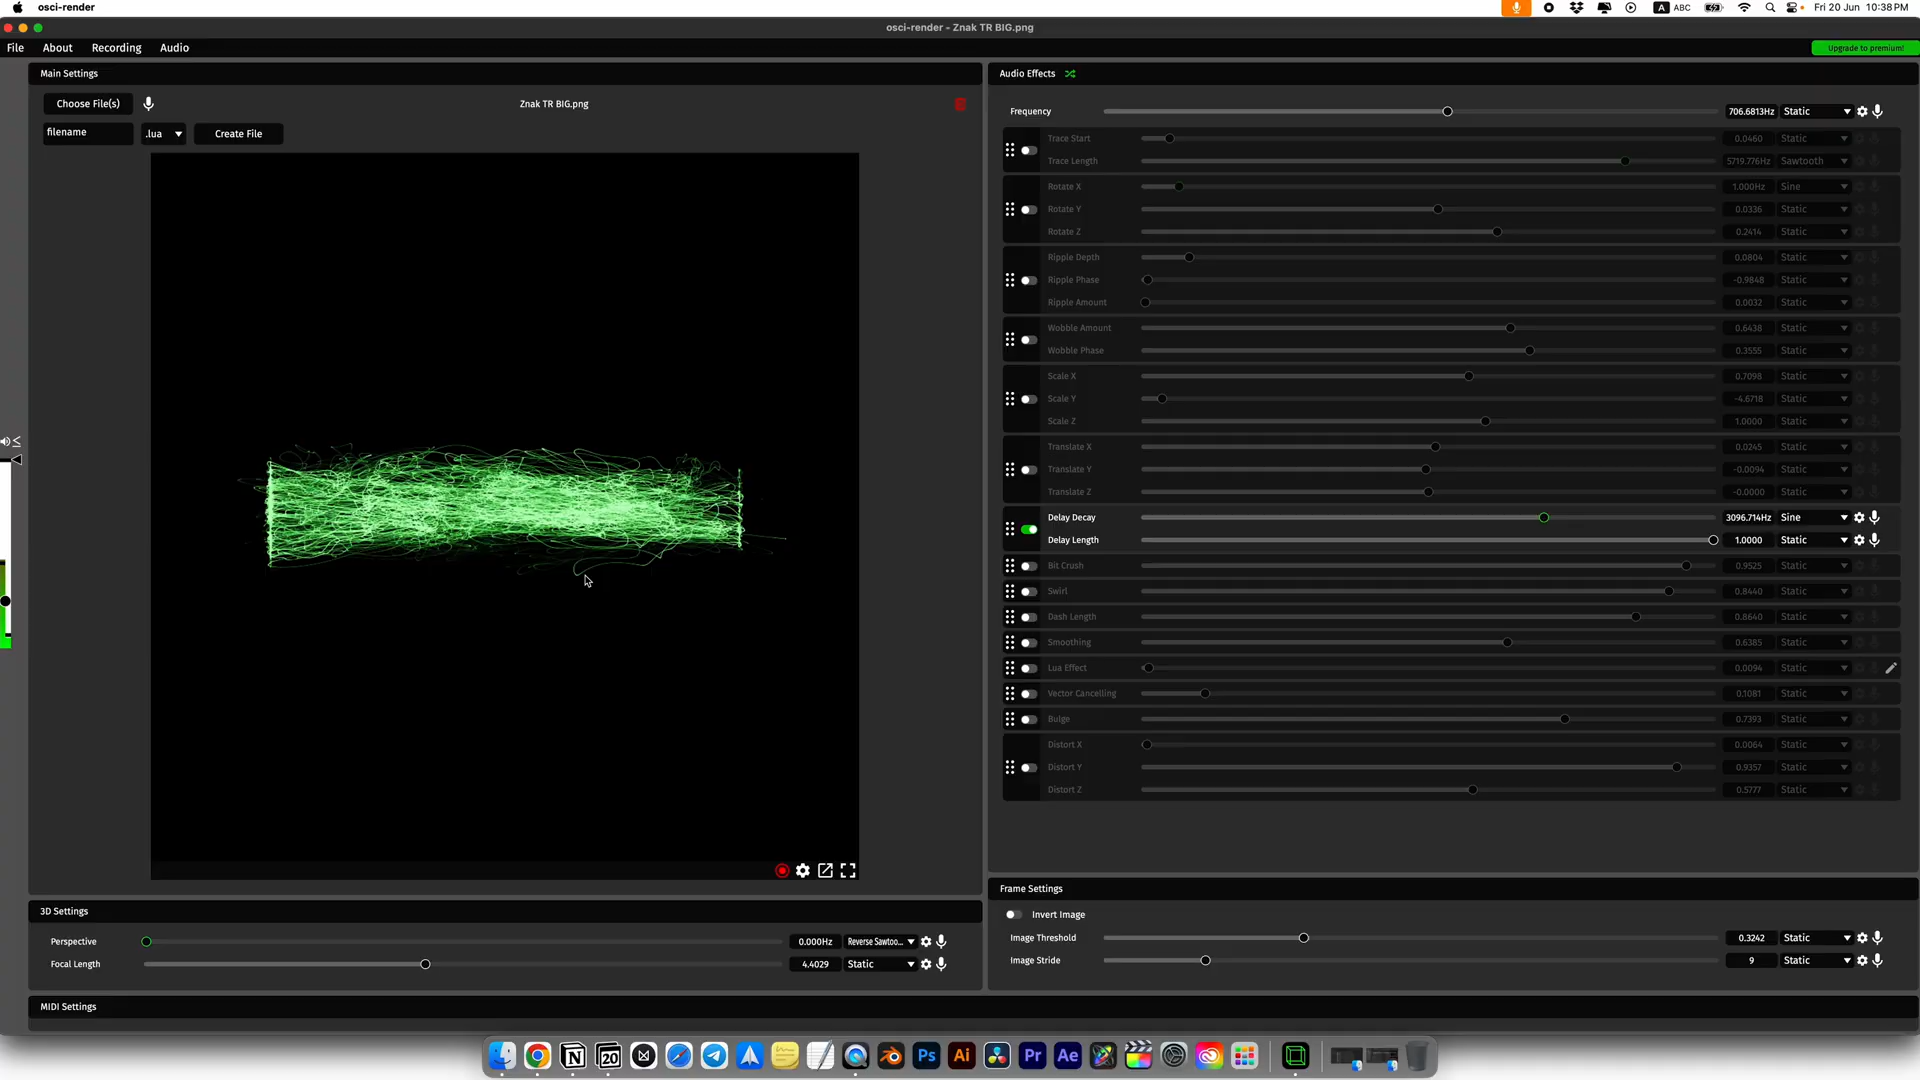 osci-render
A ABC Fri 20 Jun 10:38 PM
osci-render - Znak TR BIG.png
File About Recording Audio
Upgrade to premium!
Main Settings
Choose File(s)
Znak TR BIG.png
filename .lua Create File
3D Settings
Perspective 0.000Hz Reverse Sawtoo...
Focal Length 4.4029 Static
MIDI Settings
Audio Effects
Frequency 706.6813Hz Static
Trace Start 0.0460 Static
Trace Length 5719.776Hz Sawtooth
Rotate X 1.000Hz Sine
Rotate Y 0.0336 Static
Rotate Z 0.2414 Static
Ripple Depth 0.0804 Static
Ripple Phase -0.9848 Static
Ripple Amount 0.0032 Static
Wobble Amount 0.6438 Static
Wobble Phase 0.3555 Static
Scale X 0.7098 Static
Scale Y -4.6718 Static
Scale Z 1.0000 Static
Translate X 0.0245 Static
Translate Y -0.0094 Static
Translate Z -0.0000 Static
Delay Decay 3096.714Hz Sine
Delay Length 1.0000 Static
Bit Crush 0.9525 Static
Swirl 0.8440 Static
Dash Length 0.8640 Static
Smoothing 0.6385 Static
Lua Effect 0.0094 Static
Vector Cancelling 0.1081 Static
Bulge 0.7393 Static
Distort X 0.0064 Static
Distort Y 0.9357 Static
Distort Z 0.5777 Static
Frame Settings
Invert Image
Image Threshold 0.3242 Static
Image Stride 9 Static
20 Ps Ai Pr Ae